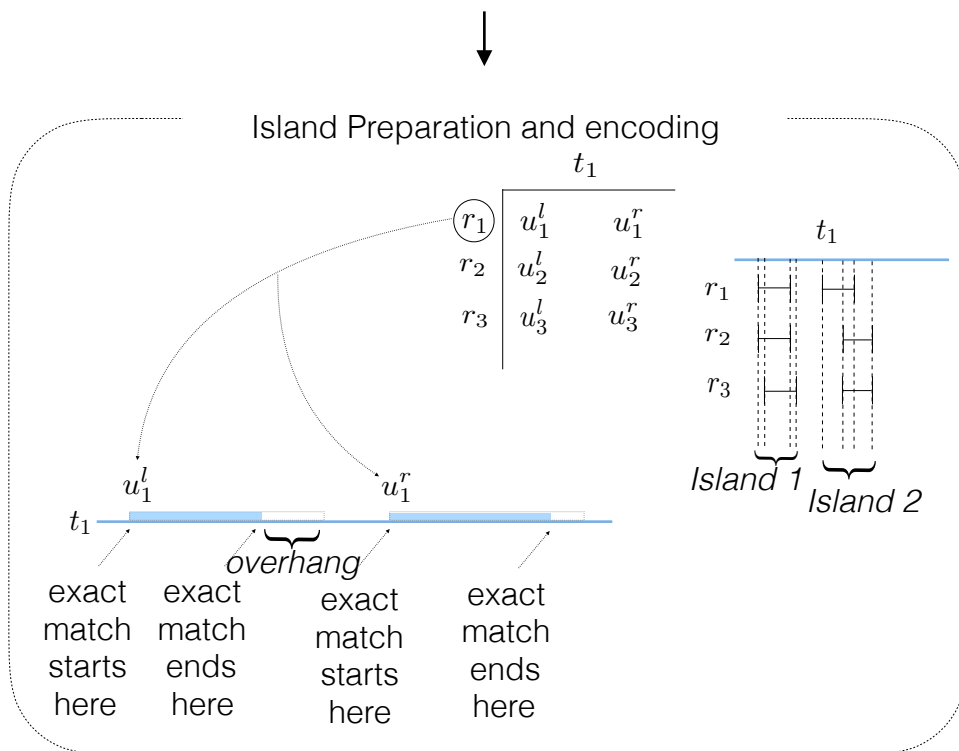 Island Preparation and encoding
t₁
r₁ u₁ˡ u₁ʳ
r₂ u₂ˡ u₂ʳ
r₃ u₃ˡ u₃ʳ
t₁
r₁
r₂
r₃
Island 1
Island 2
u₁ˡ
u₁ʳ
t₁
overhang
exact
match
starts
here
exact
match
ends
here
exact
match
starts
here
exact
match
ends
here